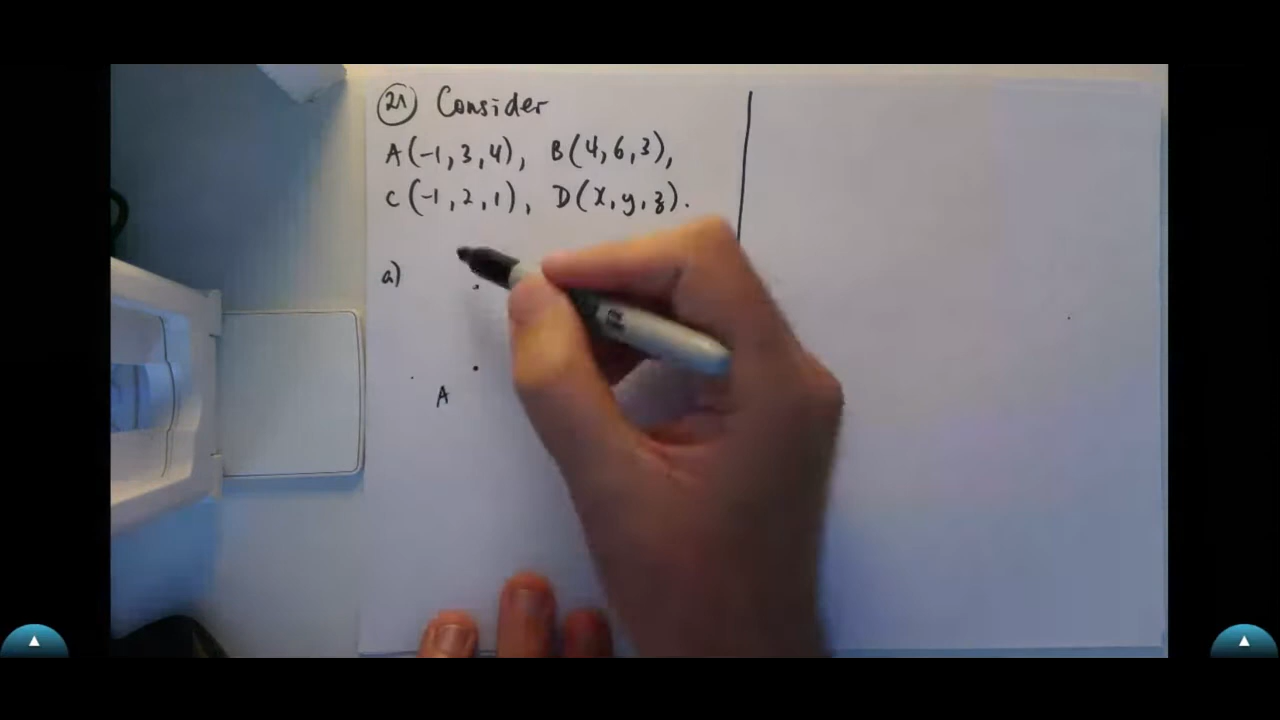 21 Consider
A(-1,3,4), B(4,6,3),
C(-1,2,1), D(x,y,z).
a)
A